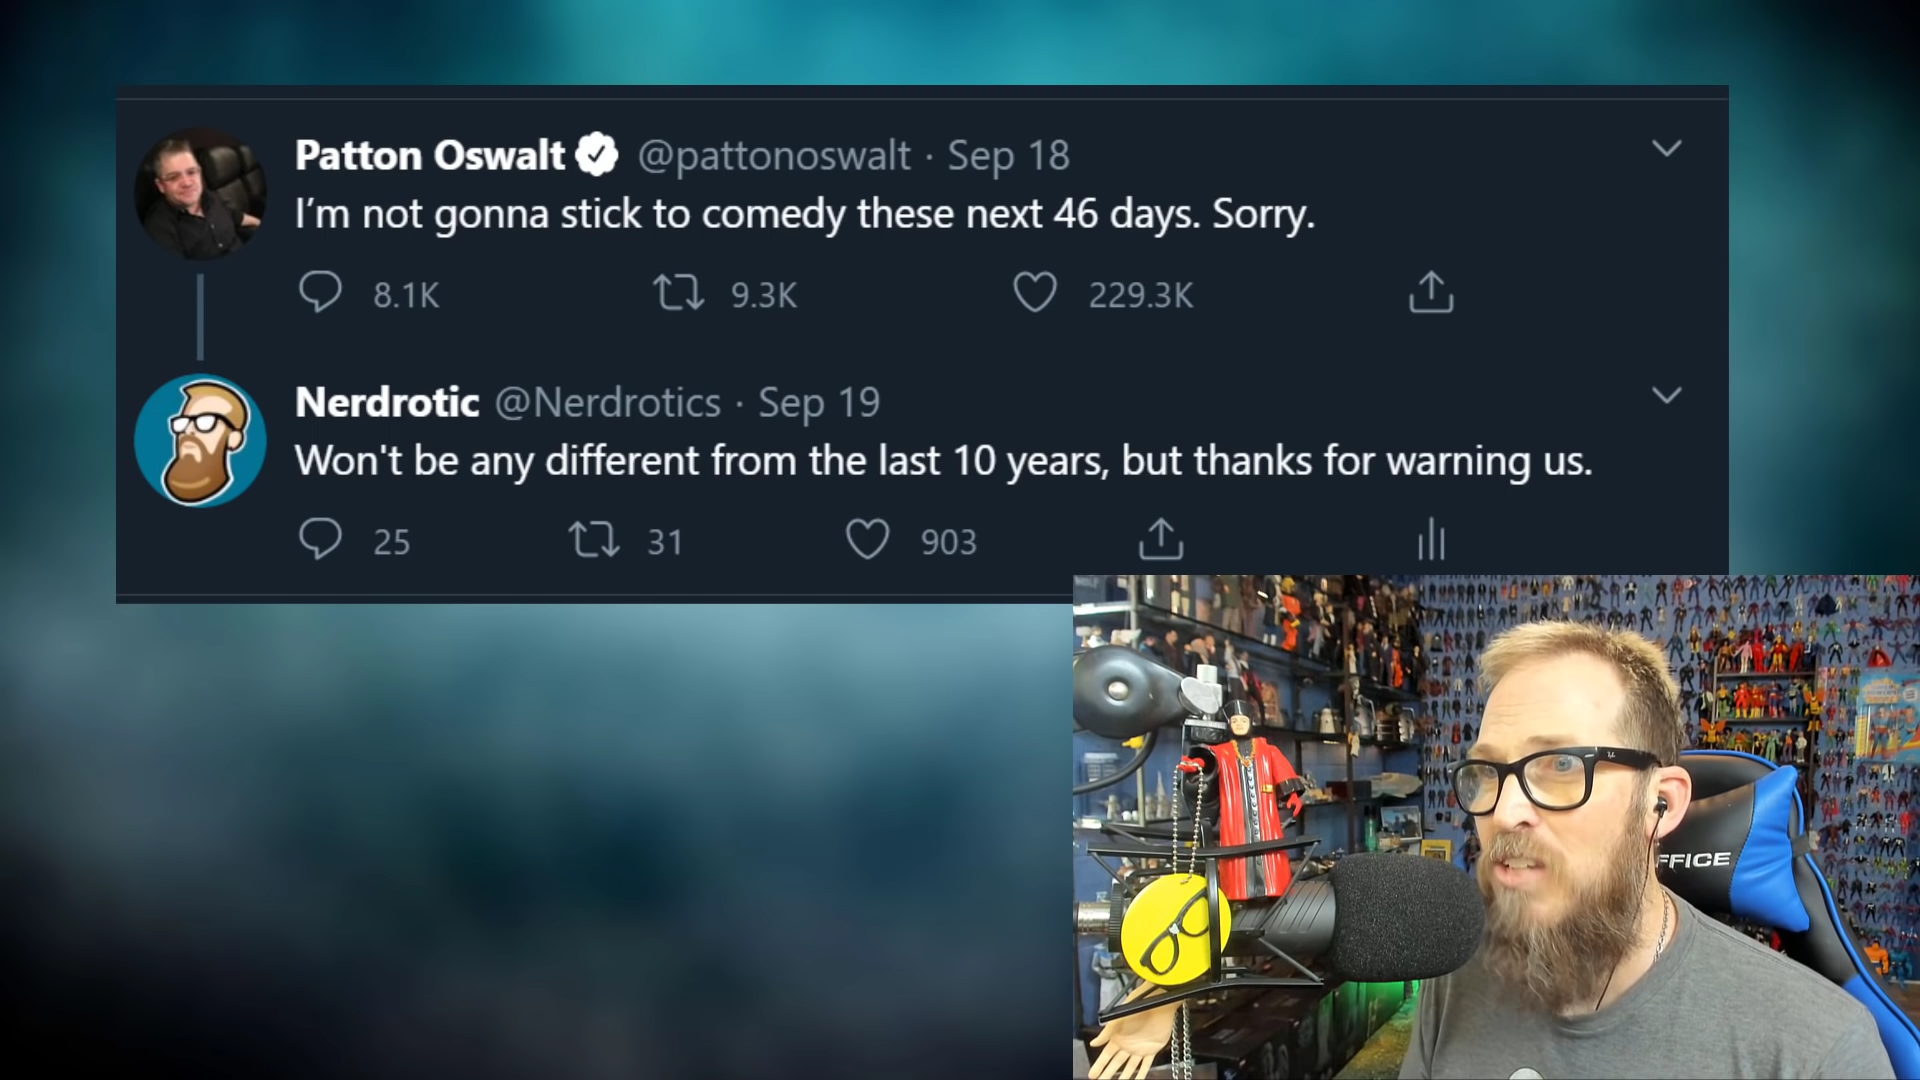 Patton Oswalt @pattonoswalt · Sep 18
I'm not gonna stick to comedy these next 46 days. Sorry.
8.1K 9.3K 229.3K
Nerdrotic @Nerdrotics · Sep 19
Won't be any different from the last 10 years, but thanks for warning us.
25 31 903
FFICE